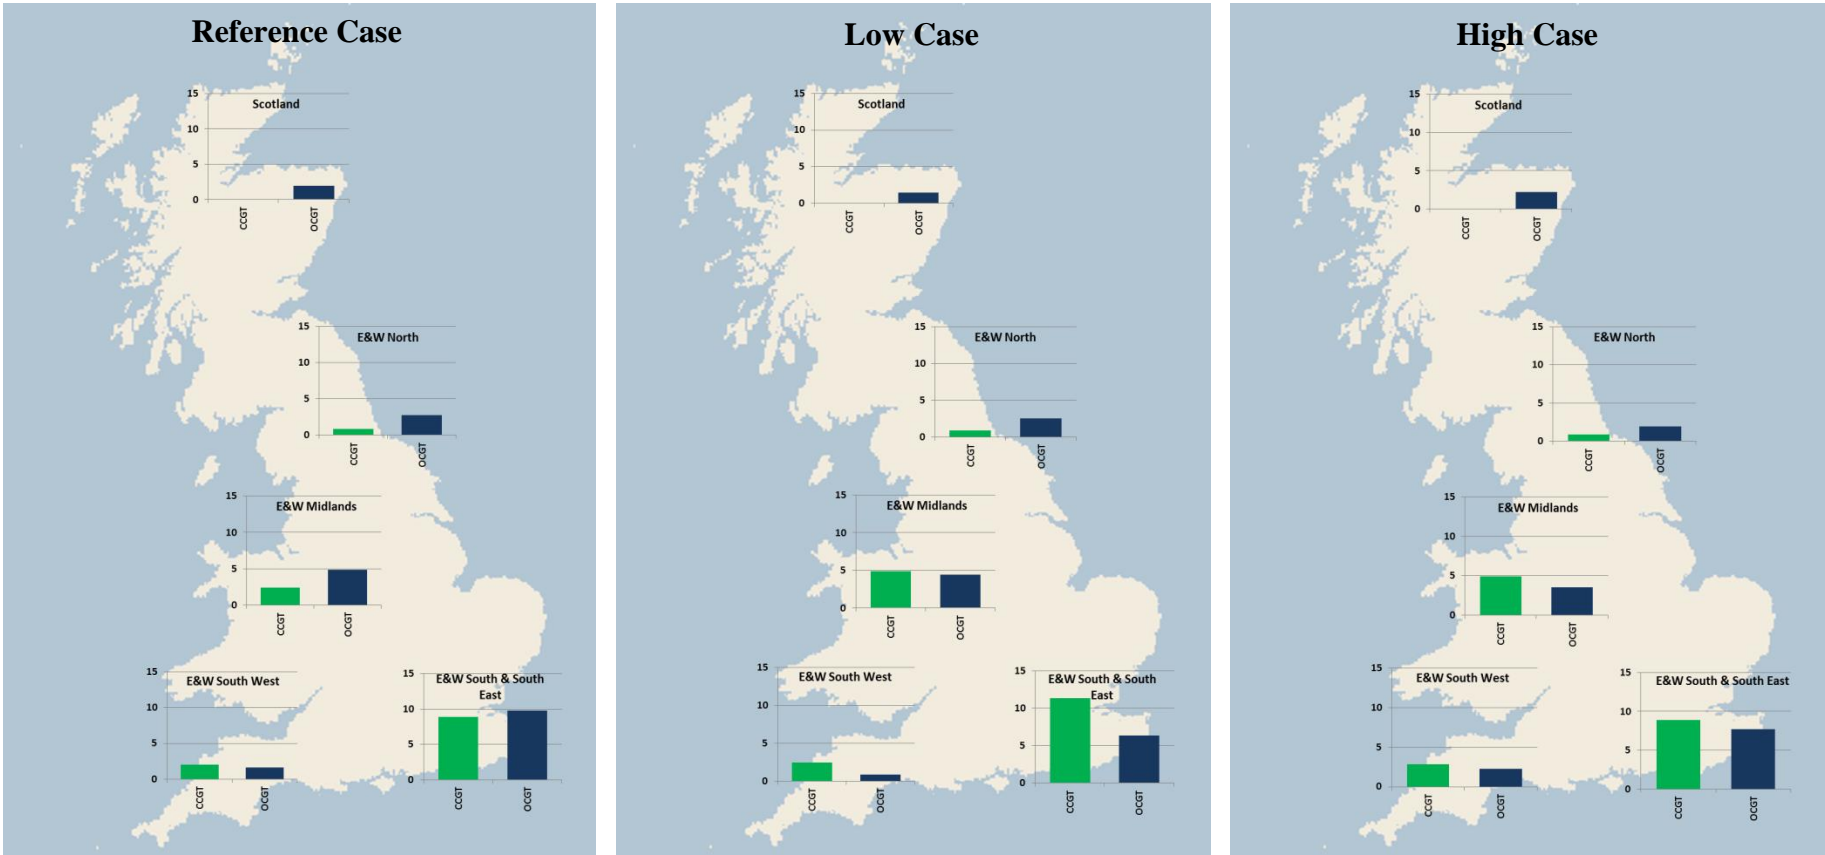 Reference Case
15
Scotland
10
5
0
CCGT
OCGT
15
E&W North
10
5
0
CCGT
OCGT
15
E&W Midlands
10
5
0
CCGT
OCGT
15
E&W South West
10
5
0
CCGT
OCGT
15
E&W South & South
East
10
5
0
CCGT
OCGT
Low Case
15
Scotland
10
5
0
CCGT
OCGT
15
E&W North
10
5
0
CCGT
OCGT
15
E&W Midlands
10
5
0
CCGT
OCGT
15
E&W South West
10
5
0
CCGT
OCGT
15
E&W South & South
East
10
5
0
CCGT
OCGT
High Case
15
Scotland
10
5
0
CCGT
OCGT
15
E&W North
10
5
0
CCGT
OCGT
15
E&W Midlands
10
5
0
CCGT
OCGT
15
E&W South West
10
5
0
CCGT
OCGT
15
E&W South & South East
10
5
0
CCGT
OCGT